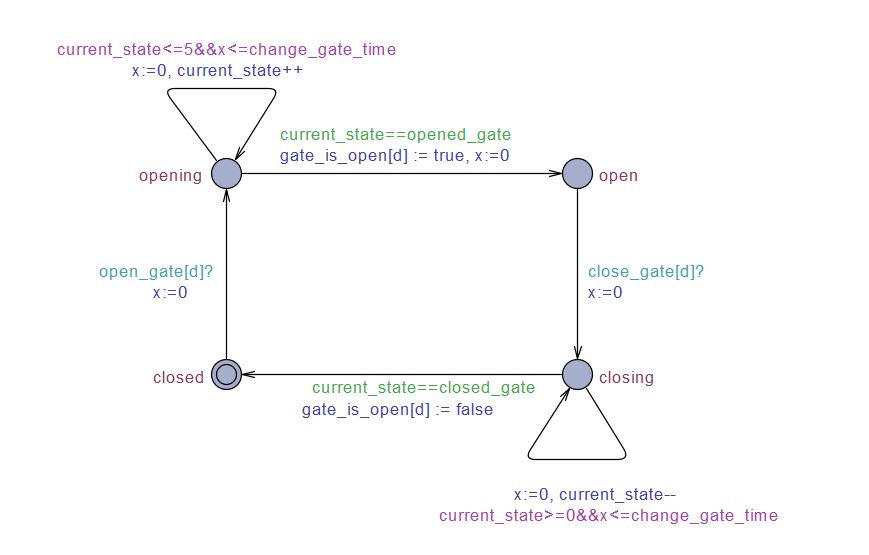 current_state<=5&&x<=change_gate_time
x:=0, current_state++
current_state==opened_gate
gate_is_open[d] := true, x:=0
opening
open
open_gate[d]?
x:=0
close_gate[d]?
x:=0
closed
closing
current_state==closed_gate
gate_is_open[d] := false
x:=0, current_state--
current_state>=0&&x<=change_gate_time